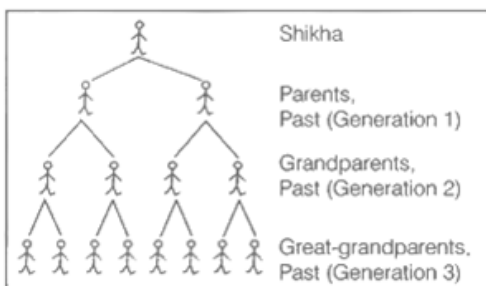 Shikha
Parents,
Past (Generation 1)
Grandparents,
Past (Generation 2)
Great-grandparents,
Past (Generation 3)